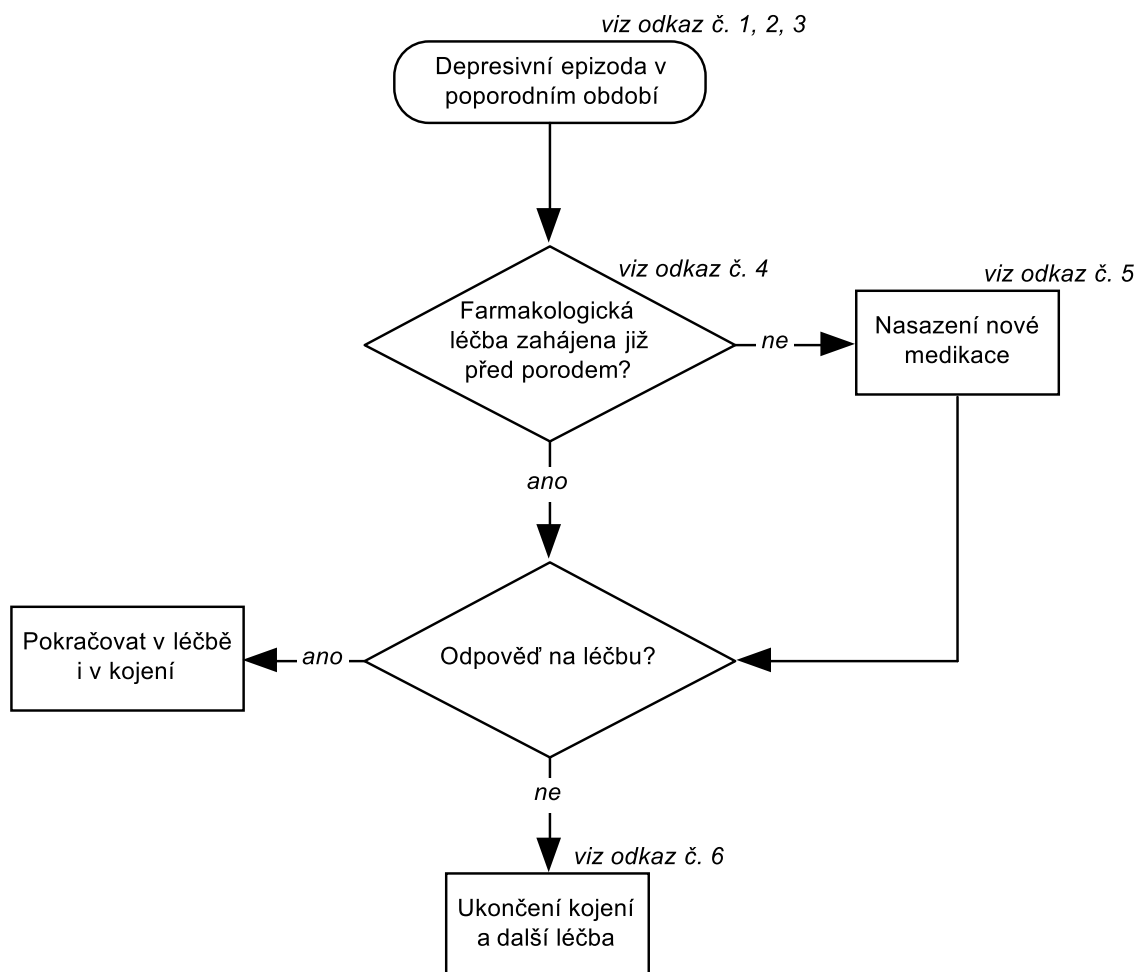 viz odkaz č. 1, 2, 3
Depresivní epizoda v
poporodním období
viz odkaz č. 4
Farmakologická
léčba zahájena již
před porodem?
ne
viz odkaz č. 5
Nasazení nové
medikace
ano
Odpověď na léčbu?
ano
Pokračovat v léčbě
i v kojení
ne
viz odkaz č. 6
Ukončení kojení
a další léčba